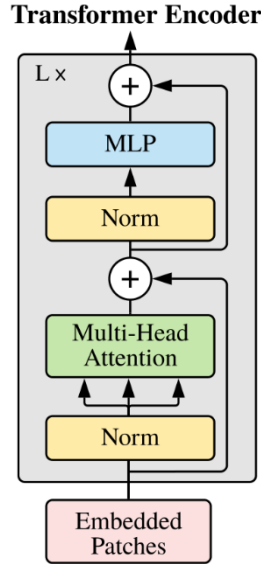 Transformer Encoder
L ×
+
MLP
Norm
+
Multi-Head
Attention
Norm
Embedded
Patches